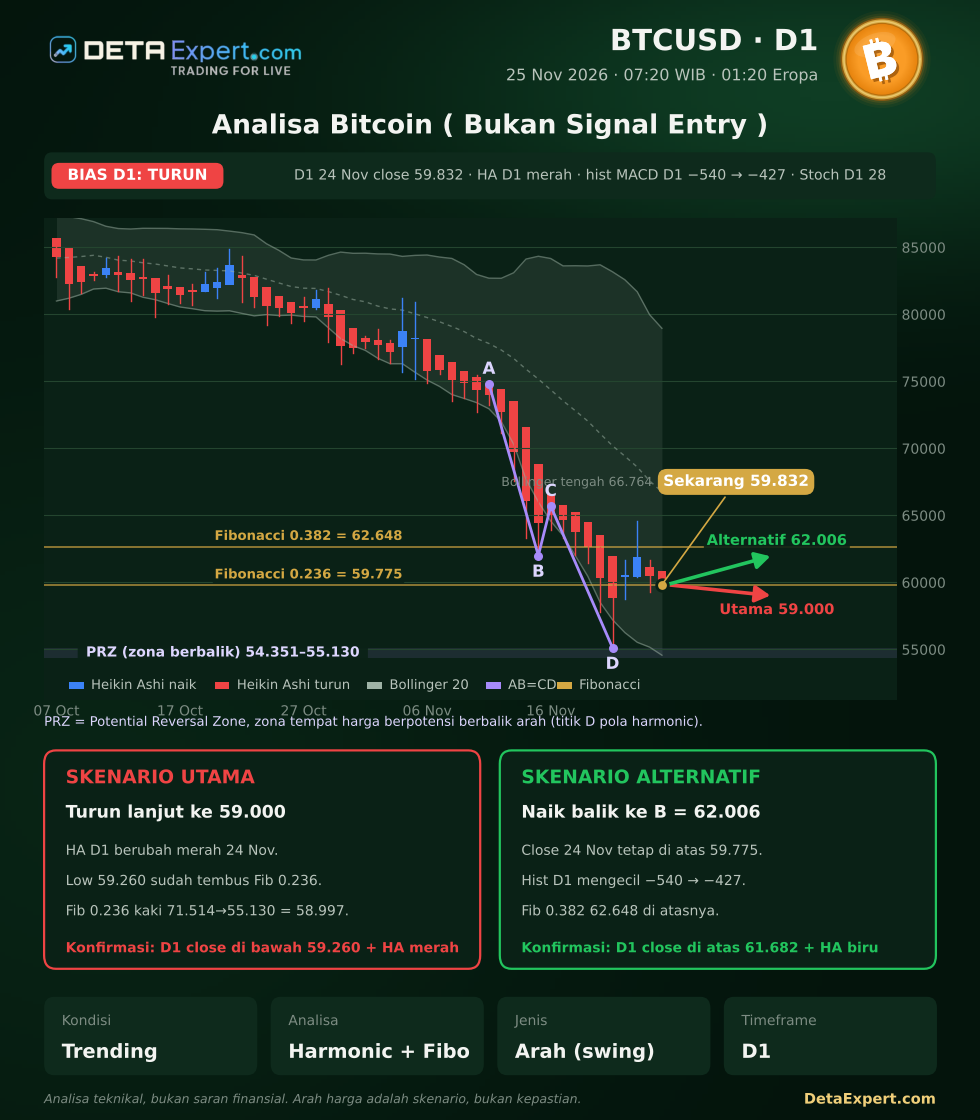 DETA Expert.com
TRADING FOR LIVE
BTCUSD · D1
25 Nov 2026 · 07:20 WIB · 01:20 Eropa
Analisa Bitcoin ( Bukan Signal Entry )
BIAS D1: TURUN
D1 24 Nov close 59.832 · HA D1 merah · hist MACD D1 −540 → −427 · Stoch D1 28
85000
80000
75000
70000
65000
60000
55000
A
Bollinger tengah 66.764
C
Sekarang 59.832
Fibonacci 0.382 = 62.648
Alternatif 62.006
B
Fibonacci 0.236 = 59.775
Utama 59.000
PRZ (zona berbalik) 54.351–55.130
D
Heikin Ashi naik
Heikin Ashi turun
Bollinger 20
AB=CD
Fibonacci
07 Oct
17 Oct
27 Oct
06 Nov
16 Nov
PRZ = Potential Reversal Zone, zona tempat harga berpotensi berbalik arah (titik D pola harmonic).
SKENARIO UTAMA
Turun lanjut ke 59.000
HA D1 berubah merah 24 Nov.
Low 59.260 sudah tembus Fib 0.236.
Fib 0.236 kaki 71.514→55.130 = 58.997.
Konfirmasi: D1 close di bawah 59.260 + HA merah
SKENARIO ALTERNATIF
Naik balik ke B = 62.006
Close 24 Nov tetap di atas 59.775.
Hist D1 mengecil −540 → −427.
Fib 0.382 62.648 di atasnya.
Konfirmasi: D1 close di atas 61.682 + HA biru
Kondisi
Trending
Analisa
Harmonic + Fibo
Jenis
Arah (swing)
Timeframe
D1
Analisa teknikal, bukan saran finansial. Arah harga adalah skenario, bukan kepastian.
DetaExpert.com